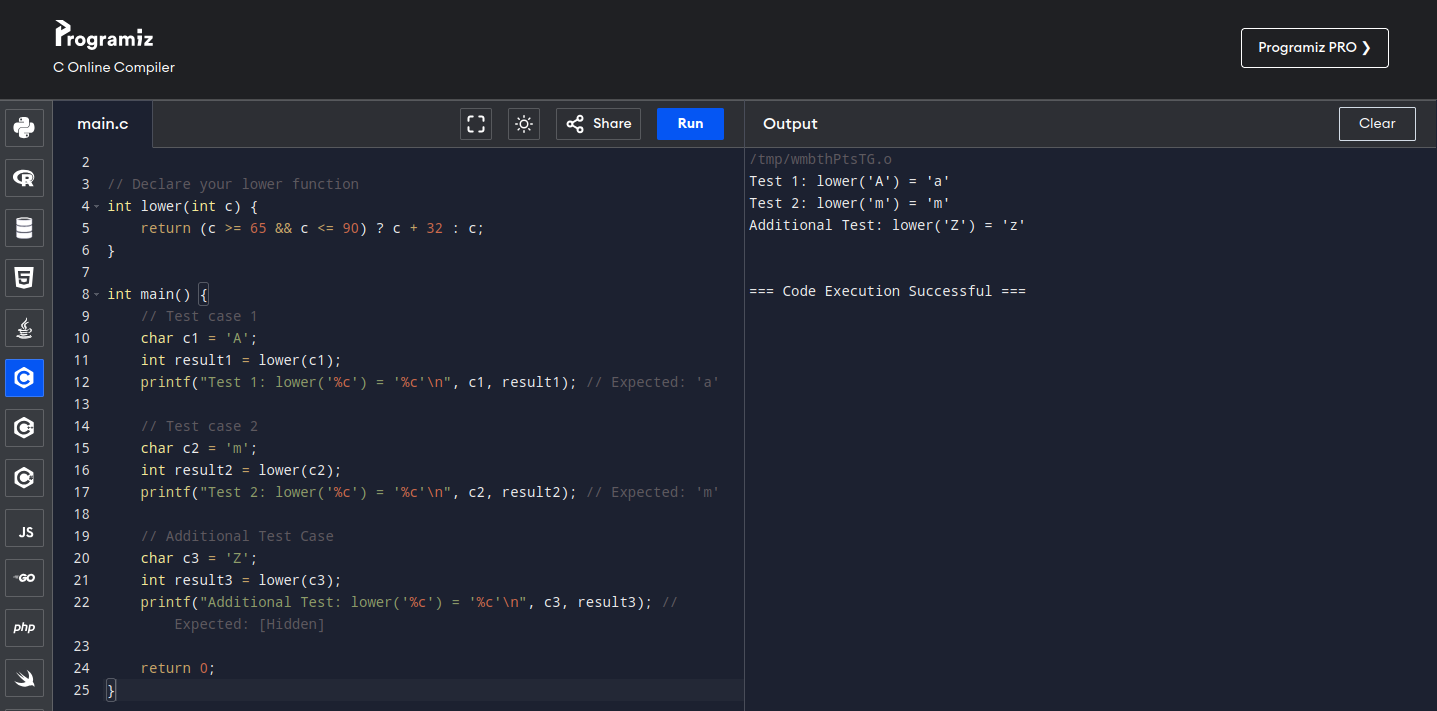 Programiz
C Online Compiler
Programiz PRO ❯
main.c
Share
Run
Output
Clear
2
3 // Declare your lower function
4 int lower(int c) {
5     return (c >= 65 && c <= 90) ? c + 32 : c;
6 }
7
8 int main() {
9     // Test case 1
10     char c1 = 'A';
11     int result1 = lower(c1);
12     printf("Test 1: lower('%c') = '%c'\n", c1, result1); // Expected: 'a'
13
14     // Test case 2
15     char c2 = 'm';
16     int result2 = lower(c2);
17     printf("Test 2: lower('%c') = '%c'\n", c2, result2); // Expected: 'm'
18
19     // Additional Test Case
20     char c3 = 'Z';
21     int result3 = lower(c3);
22     printf("Additional Test: lower('%c') = '%c'\n", c3, result3); //
        Expected: [Hidden]
23
24     return 0;
25 }
/tmp/wmbthPtsTG.o
Test 1: lower('A') = 'a'
Test 2: lower('m') = 'm'
Additional Test: lower('Z') = 'z'
=== Code Execution Successful ===
R
5
C
C
C
JS
GO
php